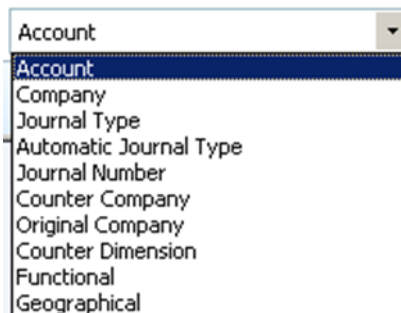 Account
Account
Company
Journal Type
Automatic Journal Type
Journal Number
Counter Company
Original Company
Counter Dimension
Functional
Geographical